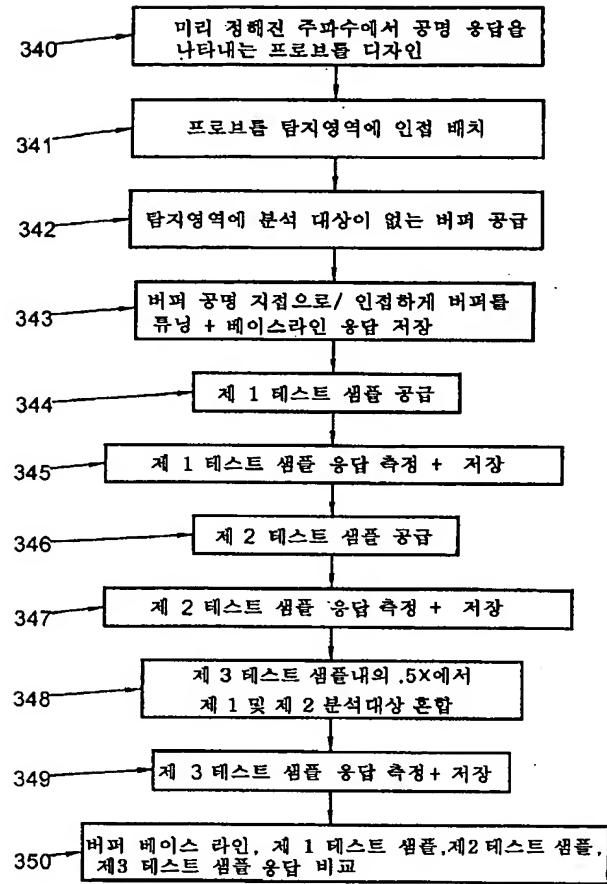 340
미리 정해진 주파수에서 공명 응답을
나타내는 프로브를 디자인
341
프로브를 탐지영역에 인접 배치
342
탐지영역에 분석 대상이 없는 버퍼 공급
343
버퍼 공명 지점으로/ 인접하게 버퍼를
튜닝 + 베이스라인 응답 저장
344
제 1 테스트 샘플 공급
345
제 1 테스트 샘플 응답 측정 + 저장
346
제 2 테스트 샘플 공급
347
제 2 테스트 샘플 응답 측정 + 저장
348
제 3 테스트 샘플내의 .5X에서
제 1 및 제 2 분석대상 혼합
349
제 3 테스트 샘플 응답 측정+ 저장
350
버퍼 베이스 라인, 제 1 테스트 샘플,제2 테스트 샘플,
제3 테스트 샘플 응답 비교